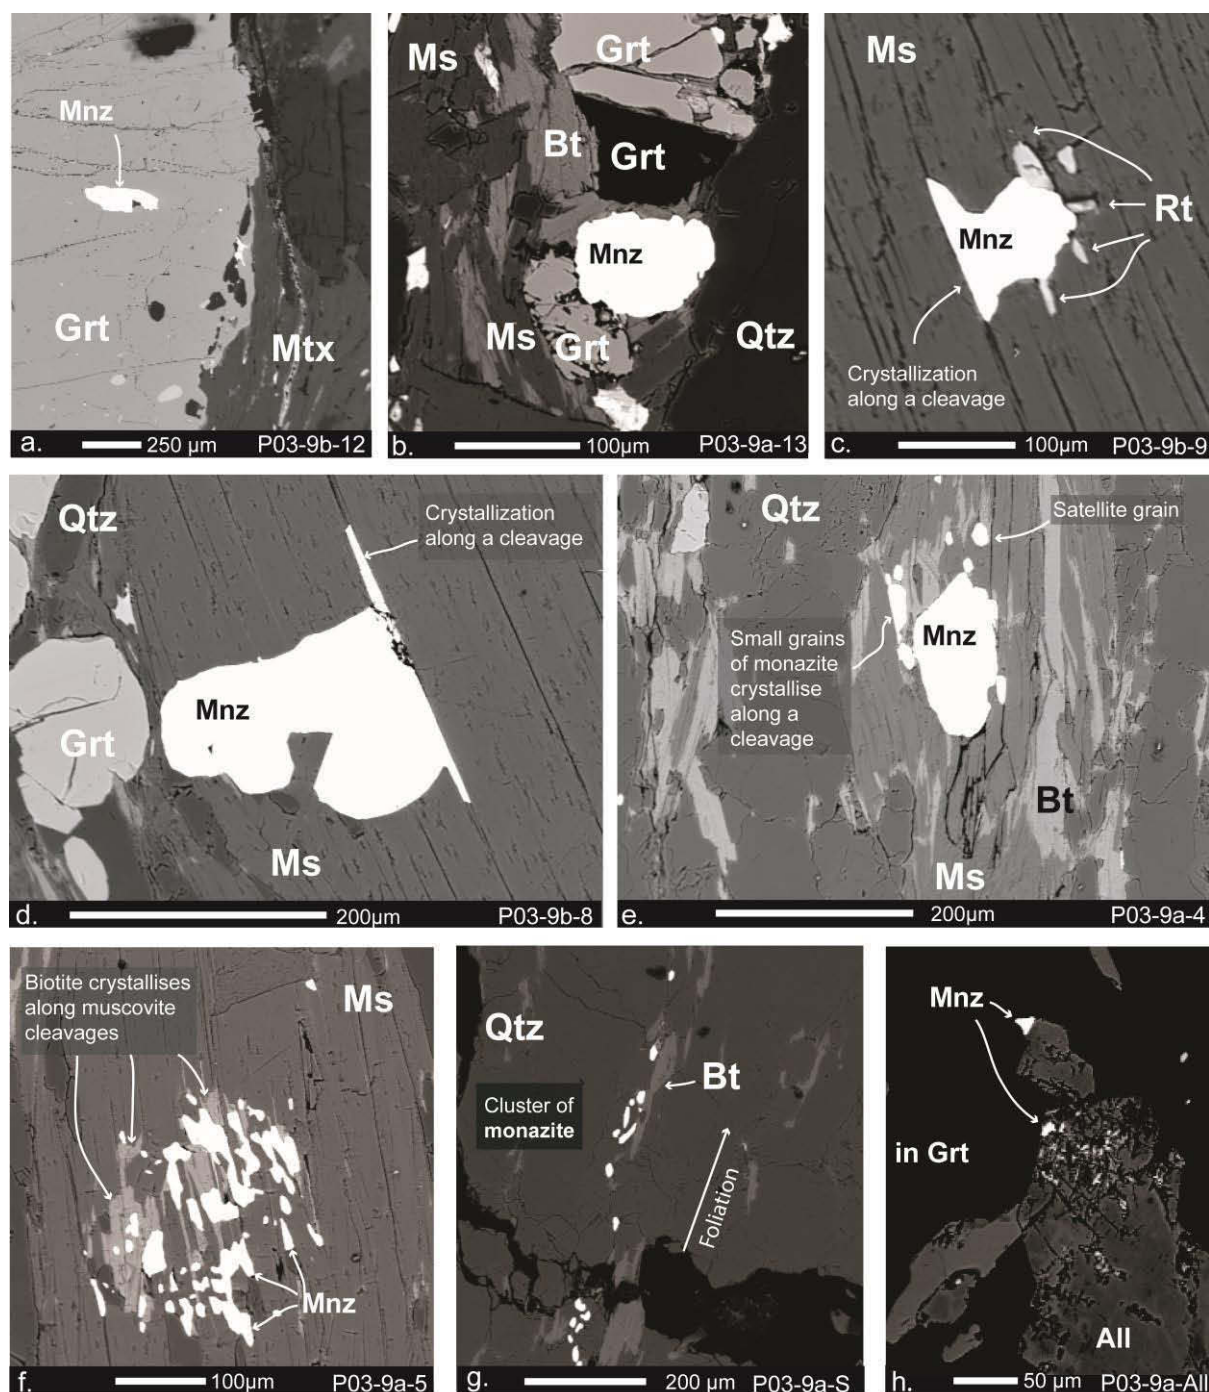 Mnz
Grt
Mtx
a.
250 µm
P03-9b-12
Ms
Grt
Bt
Grt
Mnz
Ms
Grt
Qtz
b.
100µm
P03-9a-13
Ms
Rt
Mnz
Crystallization
along a cleavage
c.
100µm
P03-9b-9
Qtz
Crystallization
along a cleavage
Mnz
Grt
Ms
d.
200µm
P03-9b-8
Qtz
Satellite grain
Mnz
Small grains
of monazite
crystallise
along a
cleavage
Bt
Ms
e.
200µm
P03-9a-4
Biotite crystallises
along muscovite
cleavages
Ms
Mnz
f.
100µm
P03-9a-5
Qtz
Bt
Cluster of
monazite
Foliation
g.
200 µm
P03-9a-S
Mnz
in Grt
All
h.
50 µm
P03-9a-All